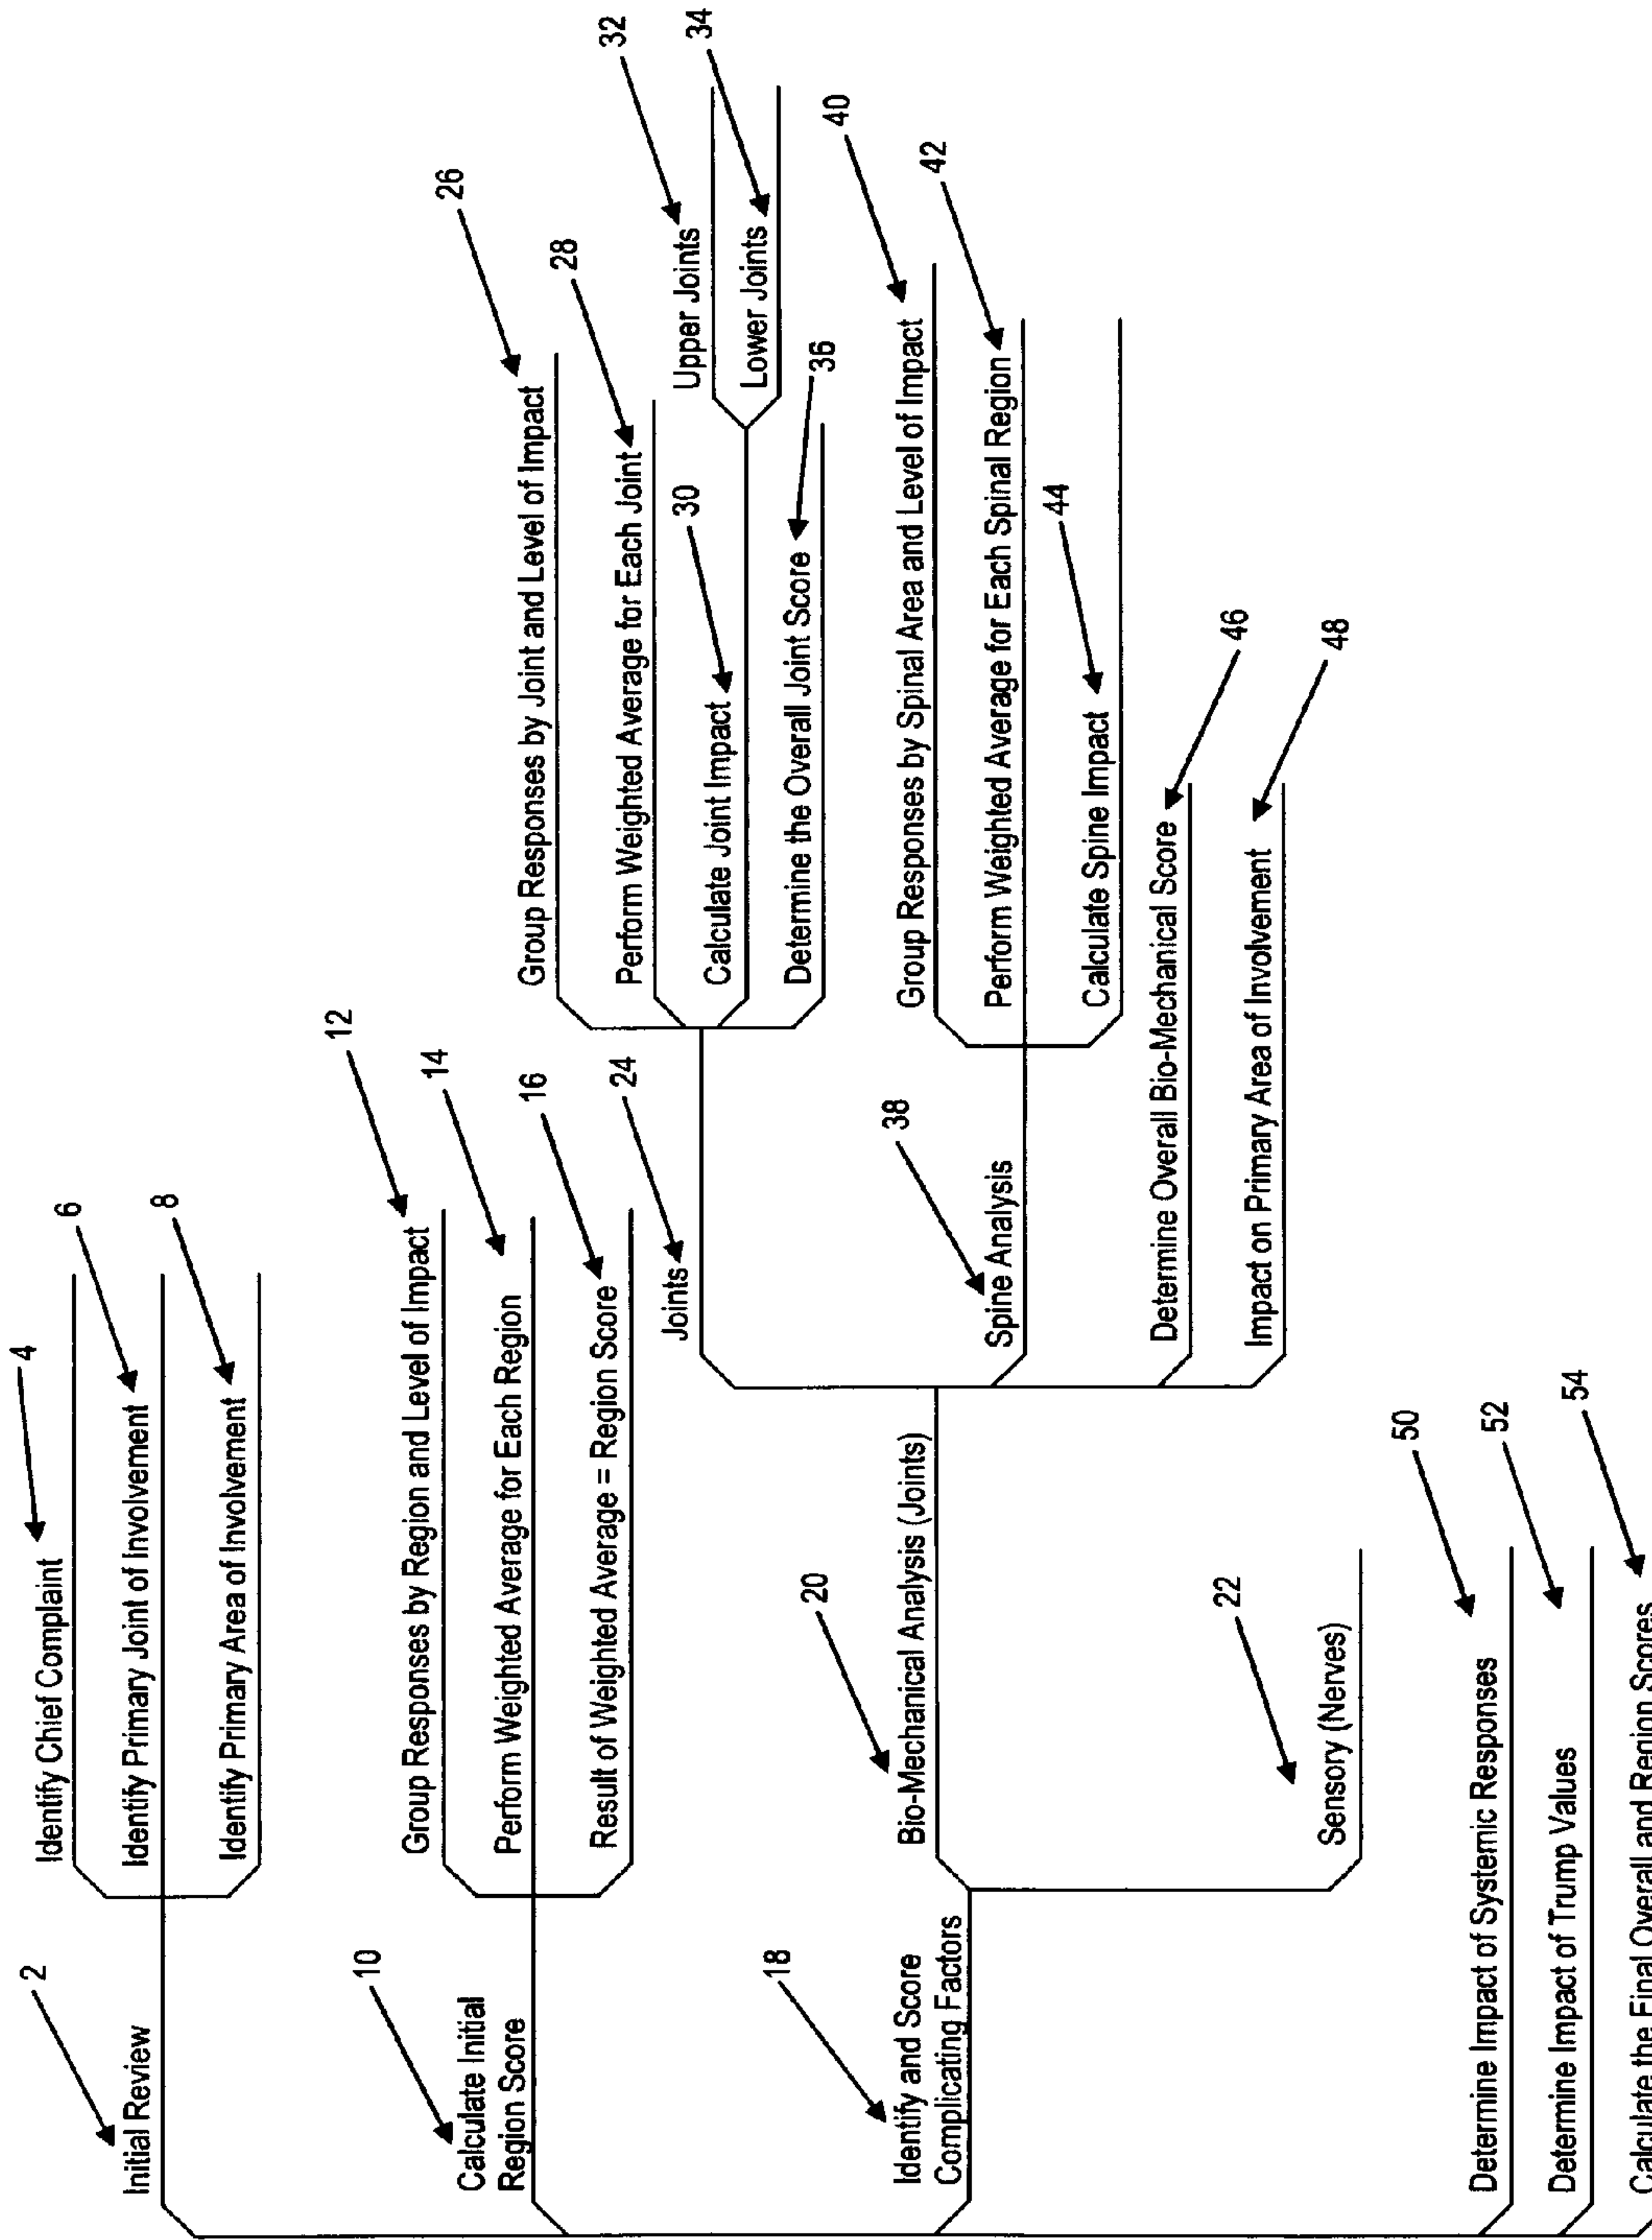 2
Initial Review
4
Identify Chief Complaint
6
Identify Primary Joint of Involvement
8
Identify Primary Area of Involvement
10
Calculate Initial
Region Score
12
Group Responses by Region and Level of Impact
14
Perform Weighted Average for Each Region
16
Result of Weighted Average = Region Score
18
Identify and Score
Complicating Factors
20
Bio-Mechanical Analysis (Joints)
24
Joints
26
Group Responses by Joint and Level of Impact
28
Perform Weighted Average for Each Joint
30
Calculate Joint Impact
32
Upper Joints
34
Lower Joints
36
Determine the Overall Joint Score
38
Spine Analysis
40
Group Responses by Spinal Area and Level of Impact
42
Perform Weighted Average for Each Spinal Region
44
Calculate Spine Impact
46
Determine Overall Bio-Mechanical Score
48
Impact on Primary Area of Involvement
22
Sensory (Nerves)
50
Determine Impact of Systemic Responses
52
Determine Impact of Trump Values
54
Calculate the Final Overall and Region Scores